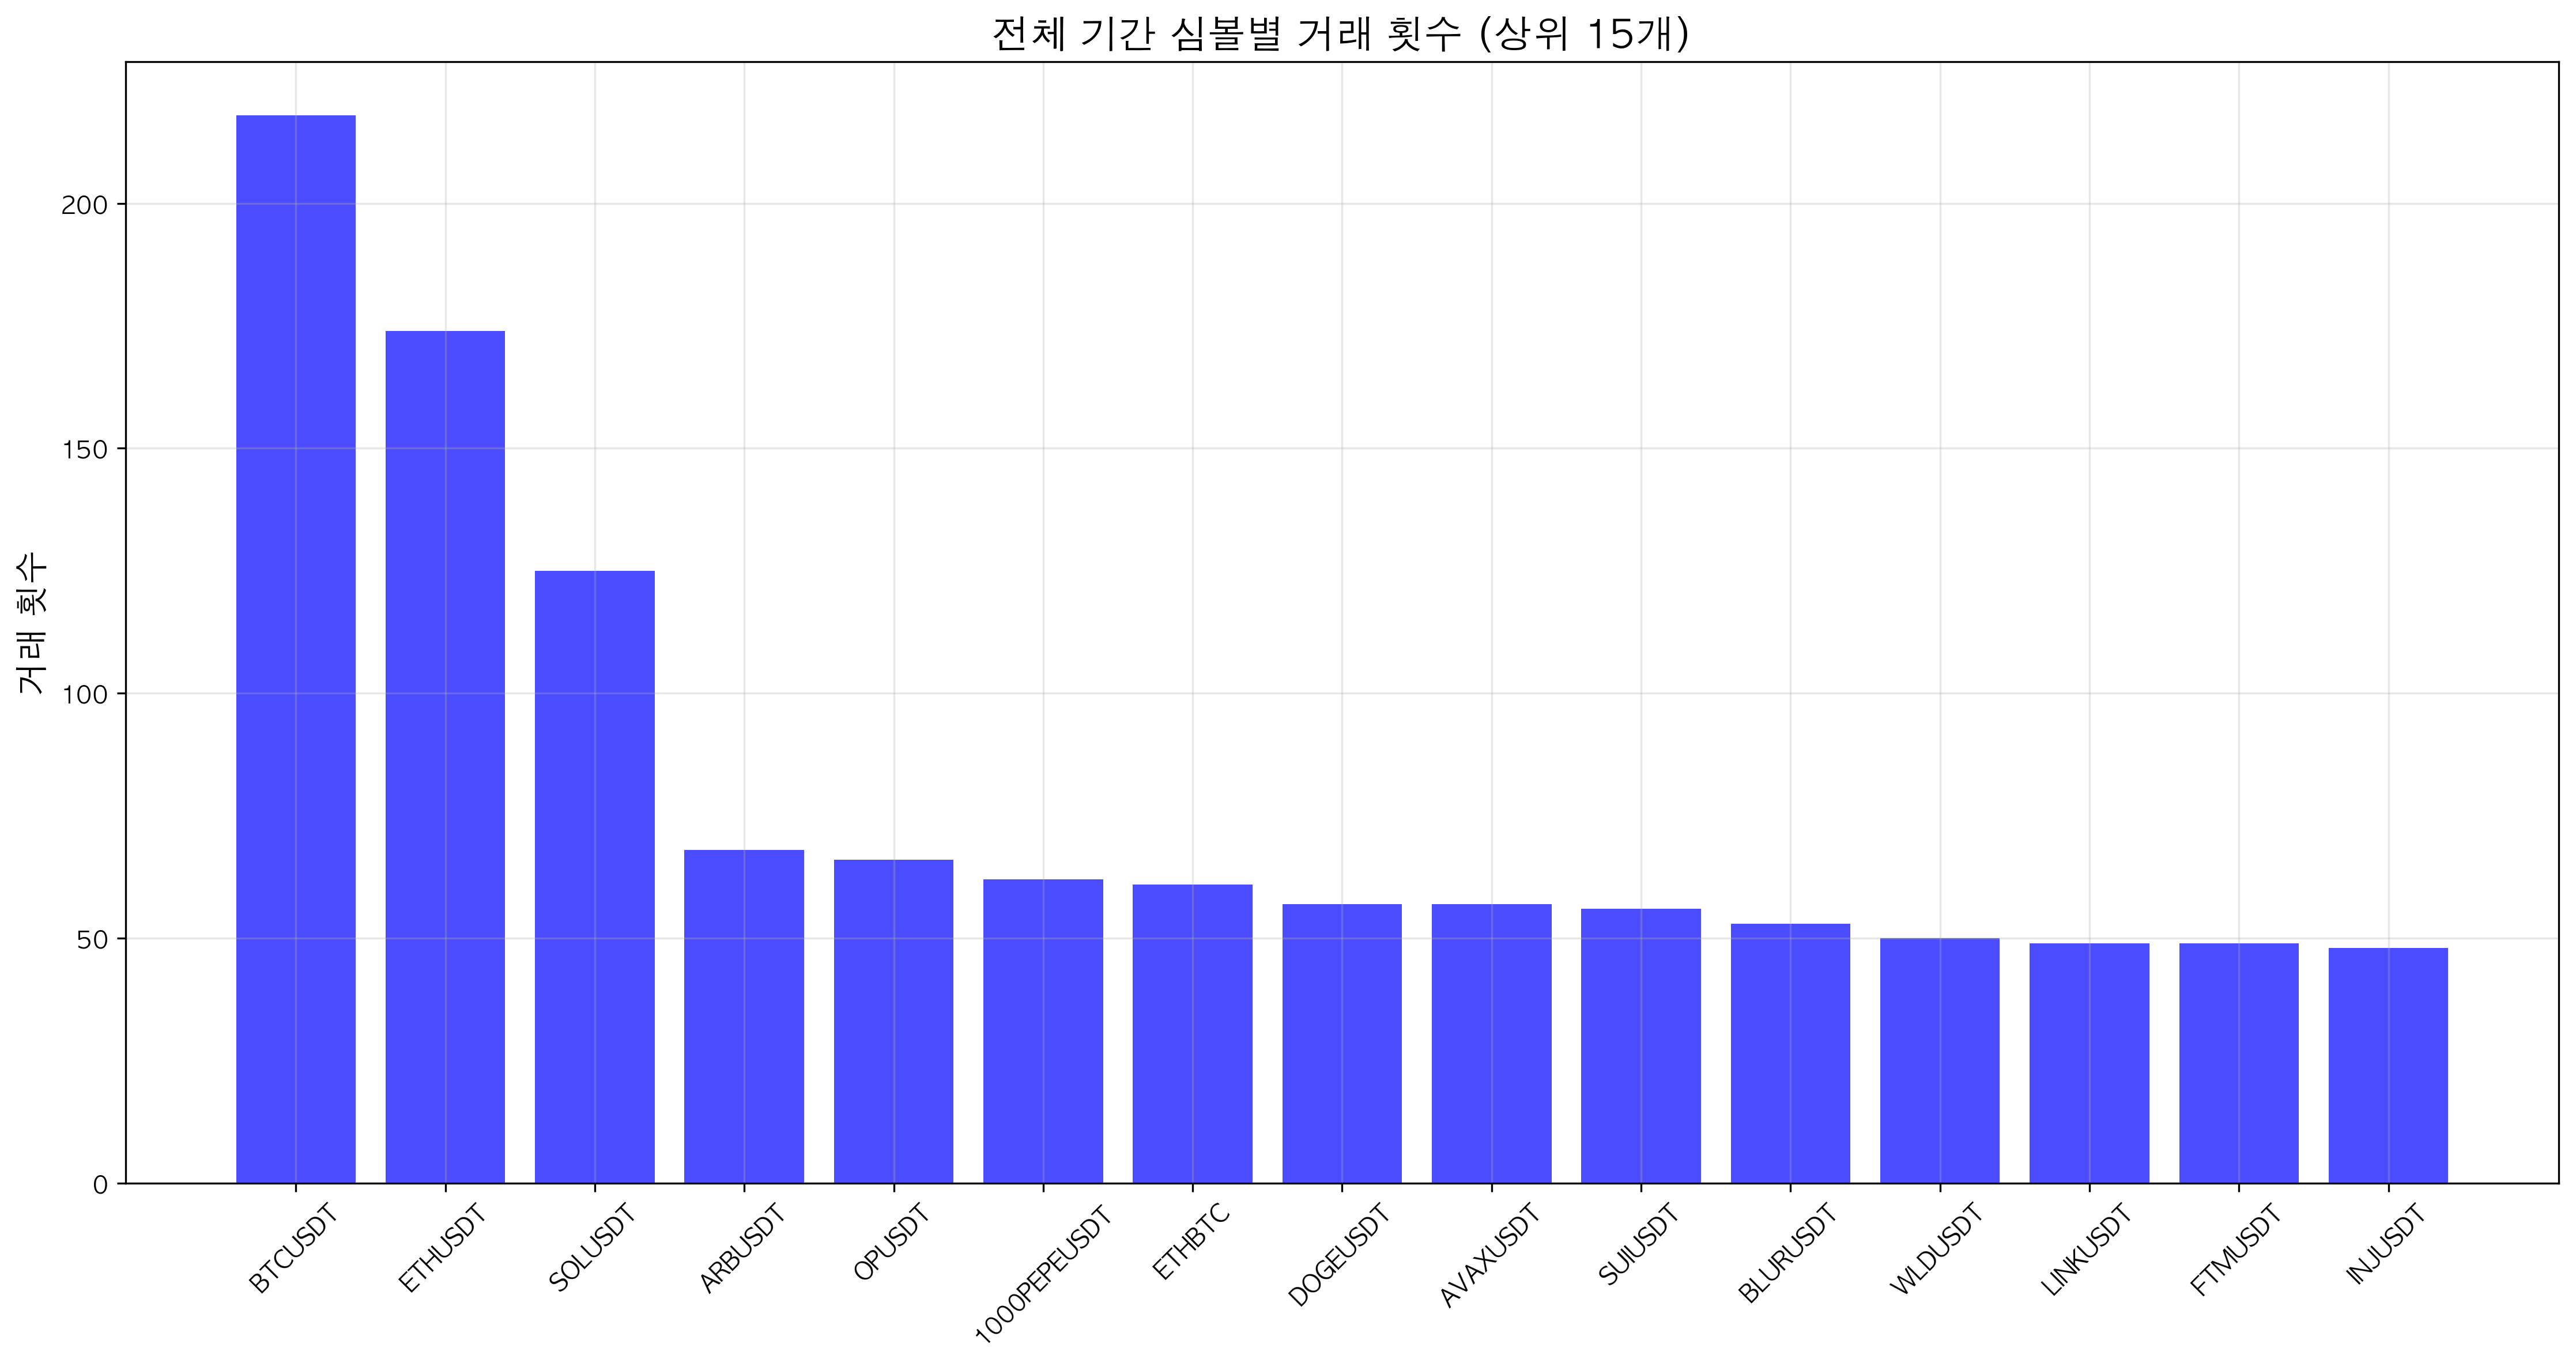 전체 기간 심볼별 거래 횟수 (상위 15개)
거래 횟수
200
150
100
50
0
BTCUSDT
ETHUSDT
SOLUSDT
ARBUSDT
OPUSDT
1000PEPEUSDT
ETHBTC
DOGEUSDT
AVAXUSDT
SUIUSDT
BLURUSDT
WLDUSDT
LINKUSDT
FTMUSDT
INJUSDT